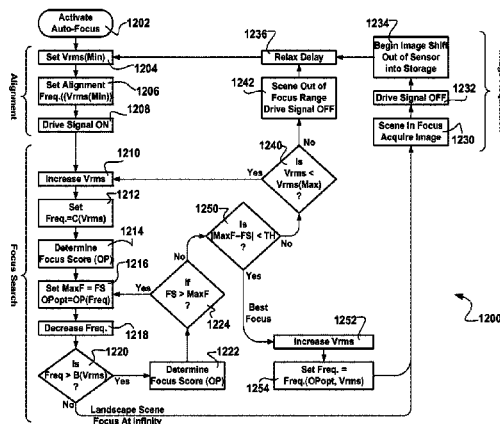 Activate
Auto-Focus
1202
Set Vrms(Min)
1204
Set Alignment
Freq.((Vrms(Min))
1206
1208
Drive Signal ON
Alignment
1210
Increase Vrms
1212
Set
Freq.=C(Vrms)
1214
Determine
Focus Score (OP)
1216
Set MaxF = FS
OPopt=OP(Freq)
Decrease Freq.
1218
Is
Freq > B(Vrms)
?
1220
Yes
No
Landscape Scene
Focus At Infinity
Focus Search
Determine
Focus Score (OP)
1222
If
FS > MaxF
?
1224
Yes
No
1250
Is
|MaxF-FS| < TH
?
No
Yes
Best
Focus
Increase Vrms
1252
Set Freq. =
Freq.(OPopt, Vrms)
1254
1240
Is
Vrms <
Vrms(Max)
?
Yes
No
1242
Scene Out of
Focus Range
Drive Signal OFF
1236
Relax Delay
1234
Begin Image Shift
Out of Sensor
into Storage
1232
Drive Signal OFF
Scene In Focus
Acquire Image
1230
1200